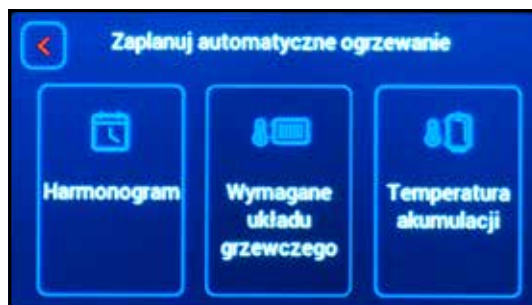 Zaplanuj automatyczne ogrzewanie
Harmonogram
Wymagane
układu
grzewczego
Temperatura
akumulacji